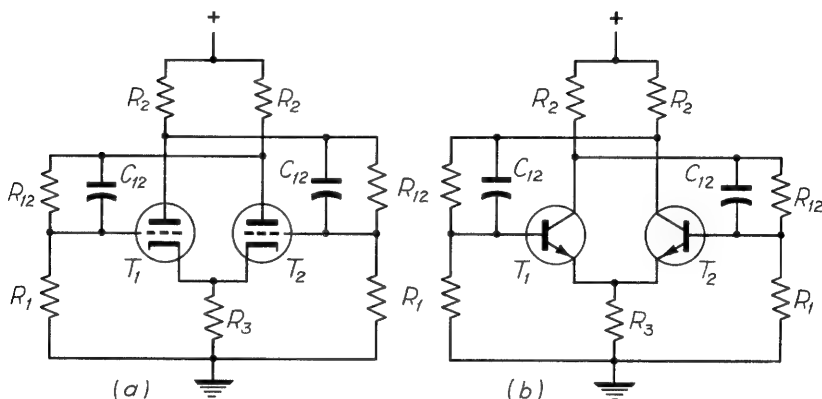 + +
R2 R2 R2 R2
C12 C12 C12 C12
R12 R12 R12 R12
T1 T2 T1 T2
R1 R1 R1 R1
R3 R3
(a) (b)